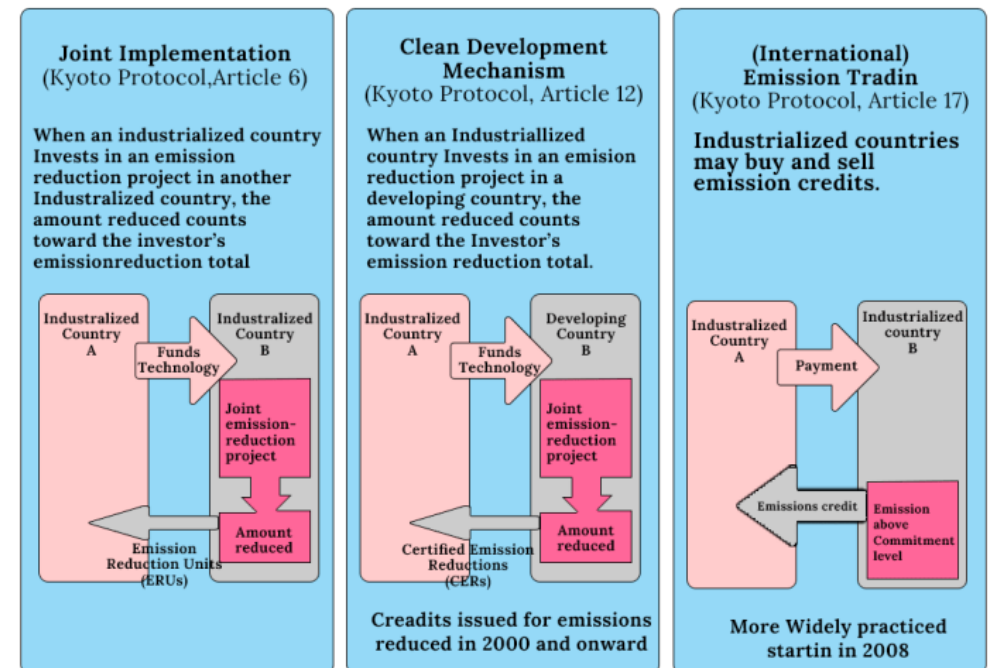 Joint Implementation
(Kyoto Protocol,Article 6)
When an industrialized country
Invests in an emission
reduction project in another
Industralized country, the
amount reduced counts
toward the investor's
emissionreduction total
Industralized
Country
A
Funds
Technology
Industralized
Country
B
Joint
emission-
reduction
project
Amount
reduced
Emission
Reduction Units
(ERUs)
Clean Development
Mechanism
(Kyoto Protocol, Article 12)
When an Industriallized
country Invests in an emision
reduction project in a
developing country, the
amount reduced counts
toward the Investor's
emission reduction total.
Industralized
Country
A
Funds
Technology
Developing
Country
B
Joint
emission-
reduction
project
Amount
reduced
Certified Emission
Reductions
(CERs)
Creadits issued for emissions
reduced in 2000 and onward
(International)
Emission Tradin
(Kyoto Protocol, Article 17)
Industrialized countries
may buy and sell
emission credits.
Industralized
Country
A
Payment
Industrialized
country
B
Emissions credit
Emission
above
Commitment
level
More Widely practiced
startin in 2008